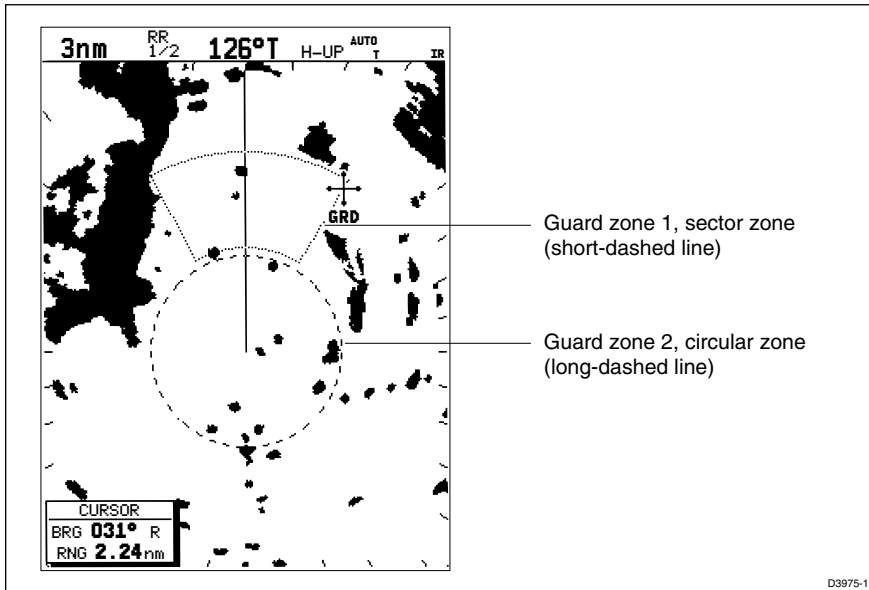 3nm RR 1/2 126°T H-UP AUTO T IR
GRD
Guard zone 1, sector zone
(short-dashed line)
Guard zone 2, circular zone
(long-dashed line)
CURSOR
BRG 031° R
RNG 2.24nm
D3975-1